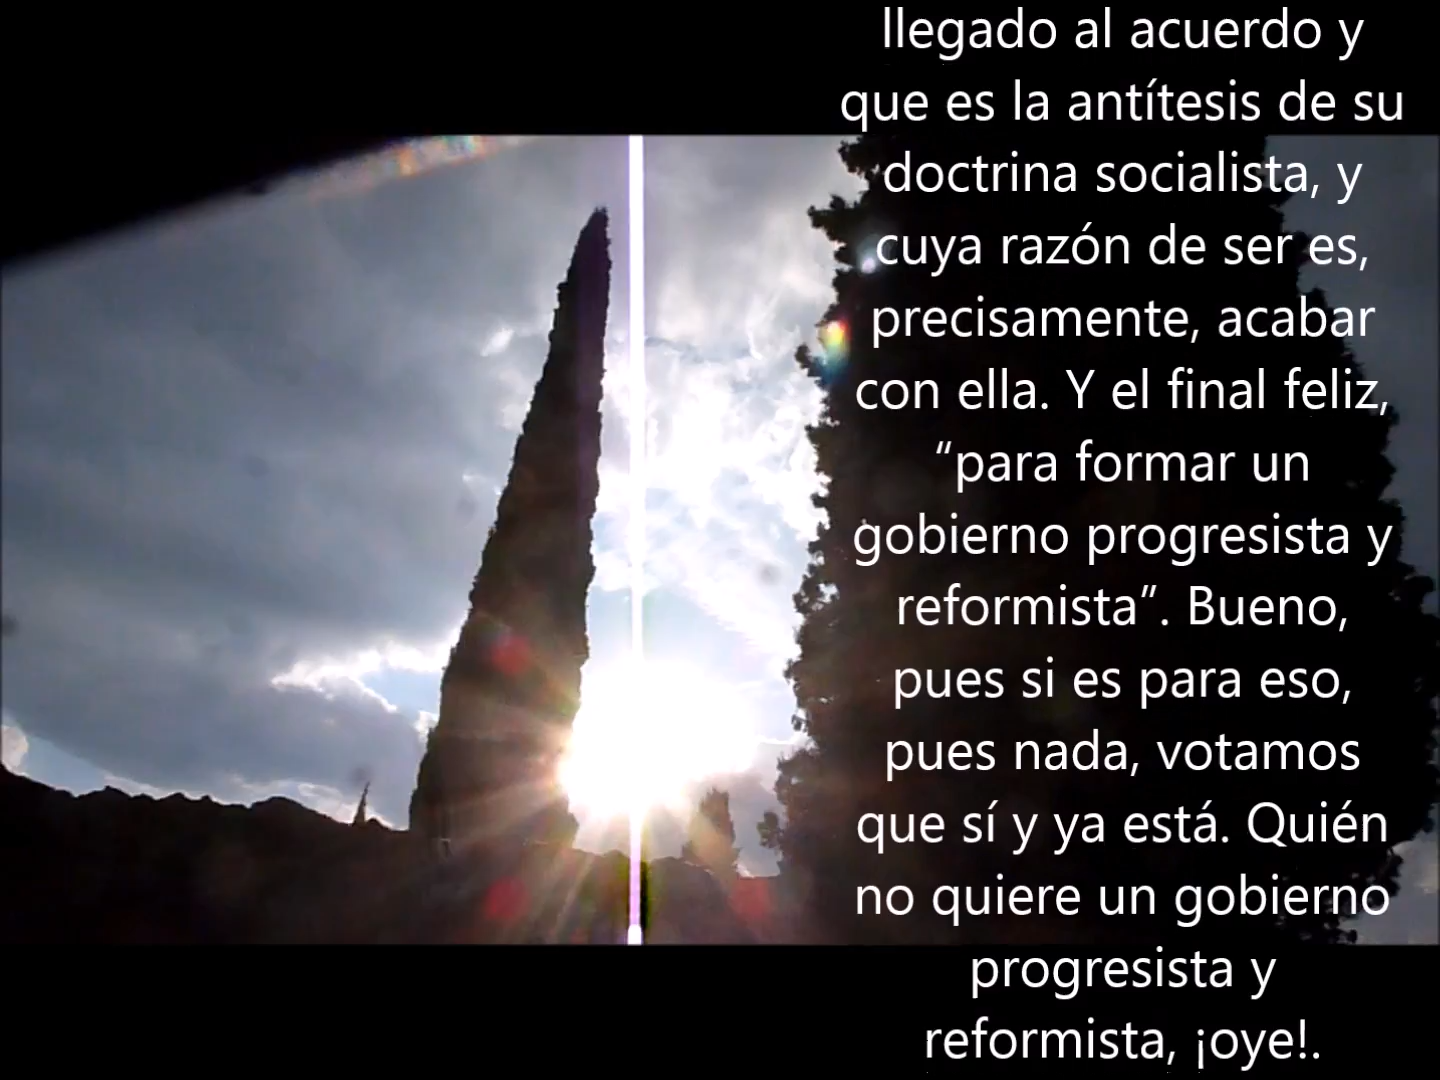 llegado al acuerdo y
que es la antítesis de su
doctrina socialista, y
cuya razón de ser es,
precisamente, acabar
con ella. Y el final feliz,
“para formar un
gobierno progresista y
reformista”. Bueno,
pues si es para eso,
pues nada, votamos
que sí y ya está. Quién
no quiere un gobierno
progresista y
reformista, ¡oye!.